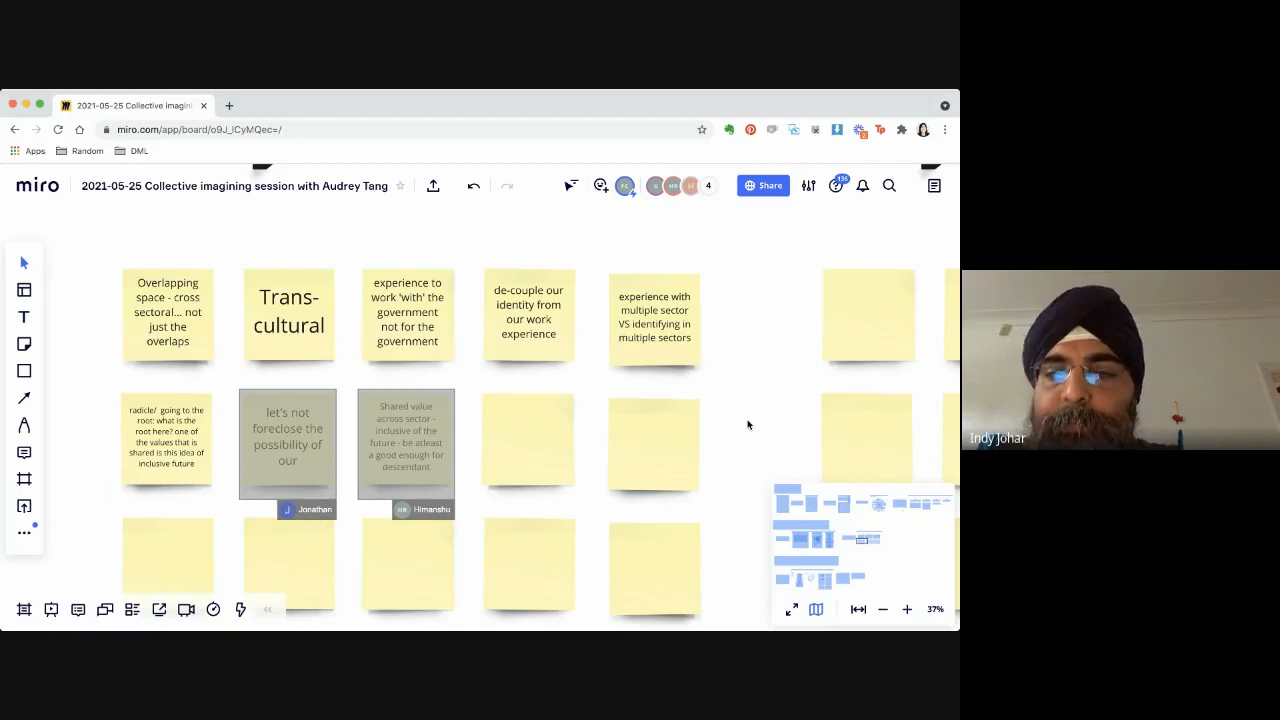 2021-05-25 Collective imagini
miro.com/app/board/o9J_lCyMQec=/
Apps
Random
DML
miro
2021-05-25 Collective imagining session with Audrey Tang
4
Share
136
Overlapping
space - cross
sectoral... not
just the
overlaps
Trans-
cultural
experience to
work 'with' the
government
not for the
government
de-couple our
identity from
our work
experience
experience with
multiple sector
VS identifying in
multiple sectors
radicle/ going to the
root: what is the
root here? one of
the values that is
shared is this idea of
inclusive future
let's not
foreclose the
possibility of
our
J Jonathan
Shared value
across sector -
inclusive of the
future - be atleast
a good enough for
descendant
HR Himanshu
37%
Indy Johar